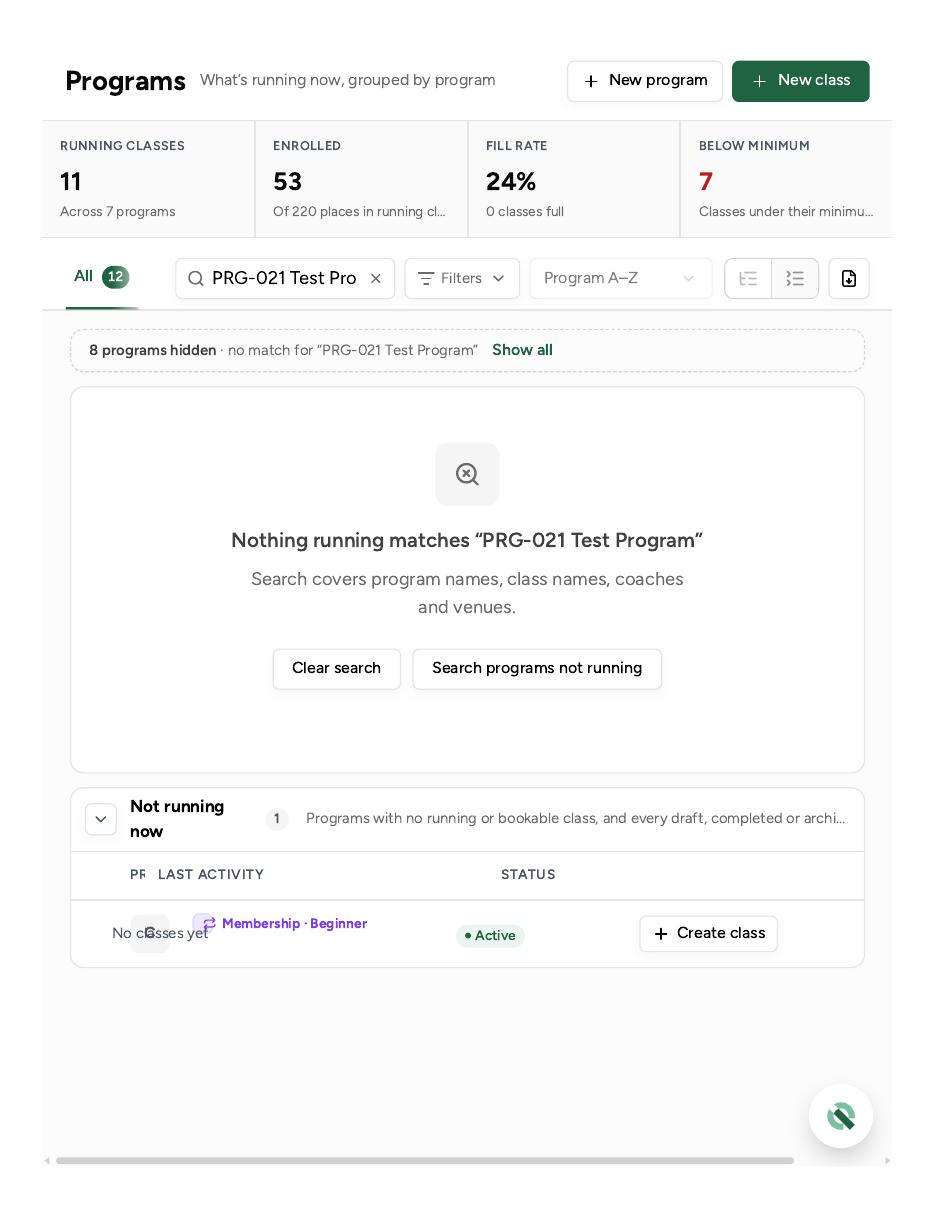 Programs What's running now, grouped by program + New program + New class
RUNNING CLASSES ENROLLED FILL RATE BELOW MINIMUM
11 53 24% 7
Across 7 programs Of 220 places in running cl... 0 classes full Classes under their minimu...
All 12 PRG-021 Test Pro Filters Program A–Z
8 programs hidden · no match for “PRG-021 Test Program” Show all
Nothing running matches “PRG-021 Test Program”
Search covers program names, class names, coaches
and venues.
Clear search Search programs not running
Not running
now
1 Programs with no running or bookable class, and every draft, completed or archi...
PR LAST ACTIVITY STATUS
Membership · Beginner
No classes yet Active + Create class